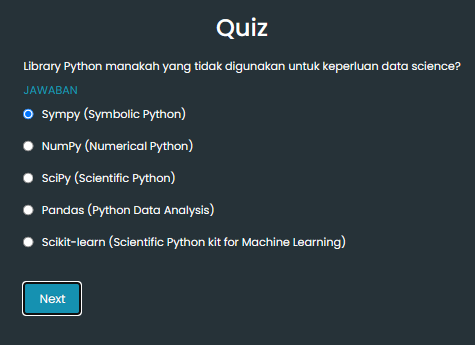 Quiz
Library Python manakah yang tidak digunakan untuk keperluan data science?
JAWABAN
Sympy (Symbolic Python)
NumPy (Numerical Python)
SciPy (Scientific Python)
Pandas (Python Data Analysis)
Scikit-learn (Scientific Python kit for Machine Learning)
Next